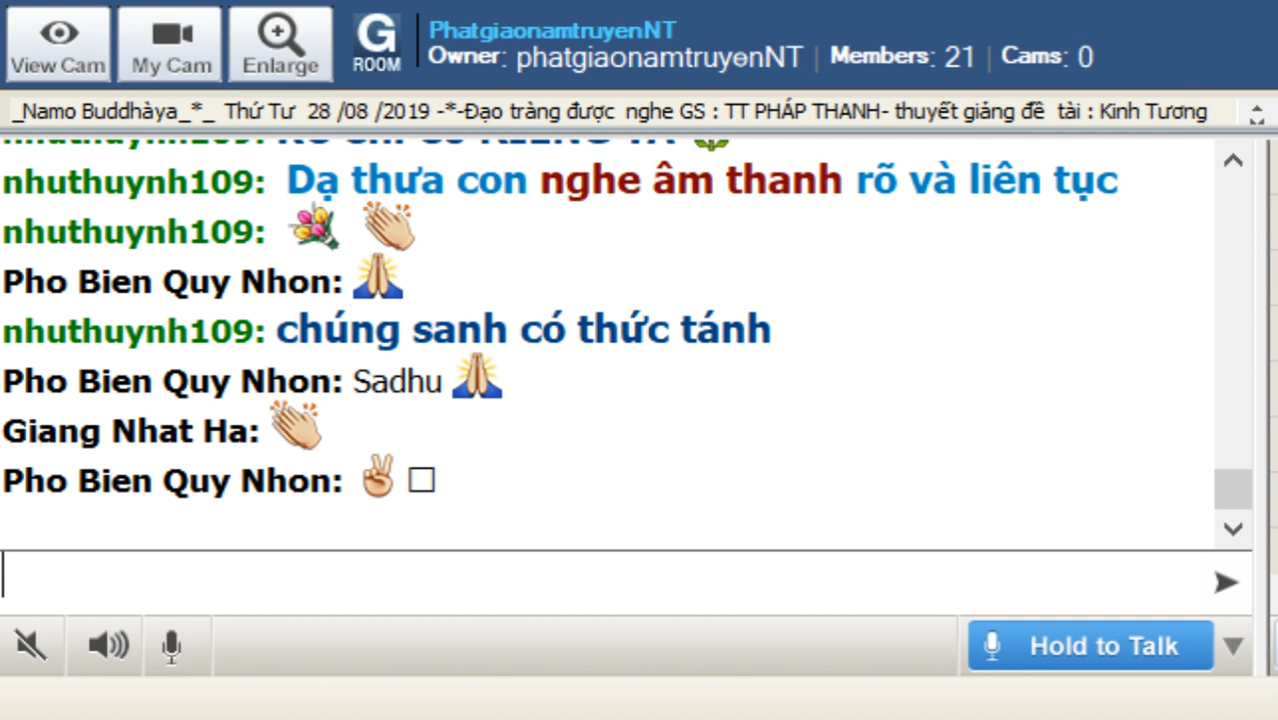 View Cam
My Cam
Enlarge
G
ROOM
PhatgiaonamtruyenNT
Owner: phatgiaonamtruyenNT | Members: 21 | Cams: 0
_Namo Buddhàya_*_ Thứ Tư 28 /08 /2019 -*-Đạo tràng được nghe GS : TT PHÁP THANH- thuyết giảng đề tài : Kinh Tương
nhuthuynh109:
nhuthuynh109: Dạ thưa con nghe âm thanh rõ và liên tục
nhuthuynh109:
Pho Bien Quy Nhon:
nhuthuynh109: chúng sanh có thức tánh
Pho Bien Quy Nhon: Sadhu
Giang Nhat Ha:
Pho Bien Quy Nhon:
Hold to Talk